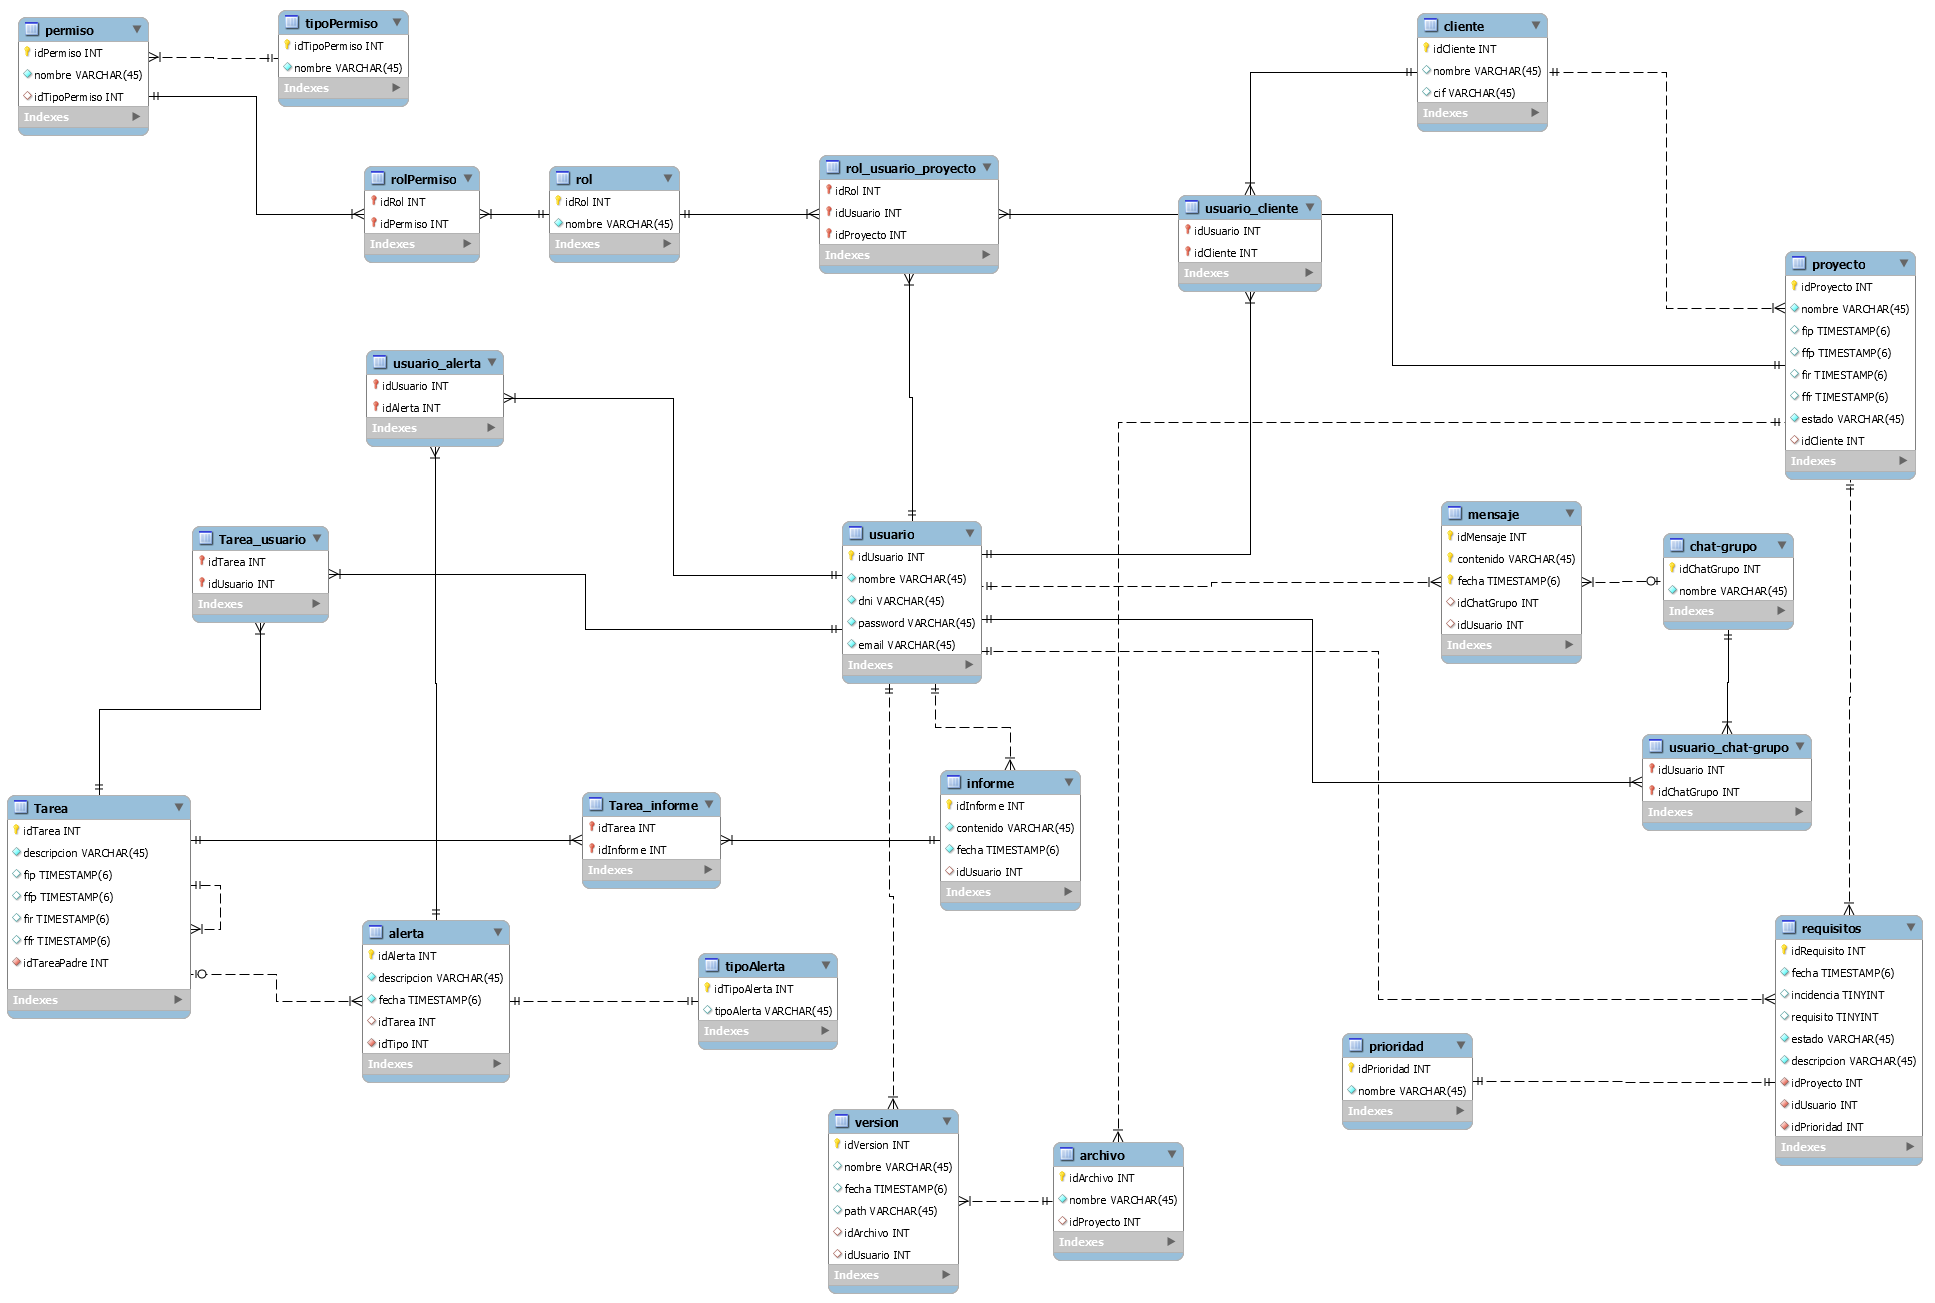 permiso
idPermiso INT
nombre VARCHAR(45)
idTipoPermiso INT
Indexes
tipoPermiso
idTipoPermiso INT
nombre VARCHAR(45)
Indexes
cliente
idCliente INT
nombre VARCHAR(45)
cif VARCHAR(45)
Indexes
rolPermiso
idRol INT
idPermiso INT
Indexes
rol
idRol INT
nombre VARCHAR(45)
Indexes
rol_usuario_proyecto
idRol INT
idUsuario INT
idProyecto INT
Indexes
usuario_cliente
idUsuario INT
idCliente INT
Indexes
proyecto
idProyecto INT
nombre VARCHAR(45)
fip TIMESTAMP(6)
ffp TIMESTAMP(6)
fir TIMESTAMP(6)
ffr TIMESTAMP(6)
estado VARCHAR(45)
idCliente INT
Indexes
usuario_alerta
idUsuario INT
idAlerta INT
Indexes
Tarea_usuario
idTarea INT
idUsuario INT
Indexes
usuario
idUsuario INT
nombre VARCHAR(45)
dni VARCHAR(45)
password VARCHAR(45)
email VARCHAR(45)
Indexes
mensaje
idMensaje INT
contenido VARCHAR(45)
fecha TIMESTAMP(6)
idChatGrupo INT
idUsuario INT
Indexes
chat-grupo
idChatGrupo INT
nombre VARCHAR(45)
Indexes
usuario_chat-grupo
idUsuario INT
idChatGrupo INT
Indexes
Tarea
idTarea INT
descripcion VARCHAR(45)
fip TIMESTAMP(6)
ffp TIMESTAMP(6)
fir TIMESTAMP(6)
ffr TIMESTAMP(6)
idTareaPadre INT
Indexes
Tarea_informe
idTarea INT
idInforme INT
Indexes
informe
idInforme INT
contenido VARCHAR(45)
fecha TIMESTAMP(6)
idUsuario INT
Indexes
alerta
idAlerta INT
descripcion VARCHAR(45)
fecha TIMESTAMP(6)
idTarea INT
idTipo INT
Indexes
tipoAlerta
idTipoAlerta INT
tipoAlerta VARCHAR(45)
Indexes
requisitos
idRequisito INT
fecha TIMESTAMP(6)
incidencia TINYINT
requisito TINYINT
estado VARCHAR(45)
descripcion VARCHAR(45)
idProyecto INT
idUsuario INT
idPrioridad INT
Indexes
prioridad
idPrioridad INT
nombre VARCHAR(45)
Indexes
version
idVersion INT
nombre VARCHAR(45)
fecha TIMESTAMP(6)
path VARCHAR(45)
idArchivo INT
idUsuario INT
Indexes
archivo
idArchivo INT
nombre VARCHAR(45)
idProyecto INT
Indexes